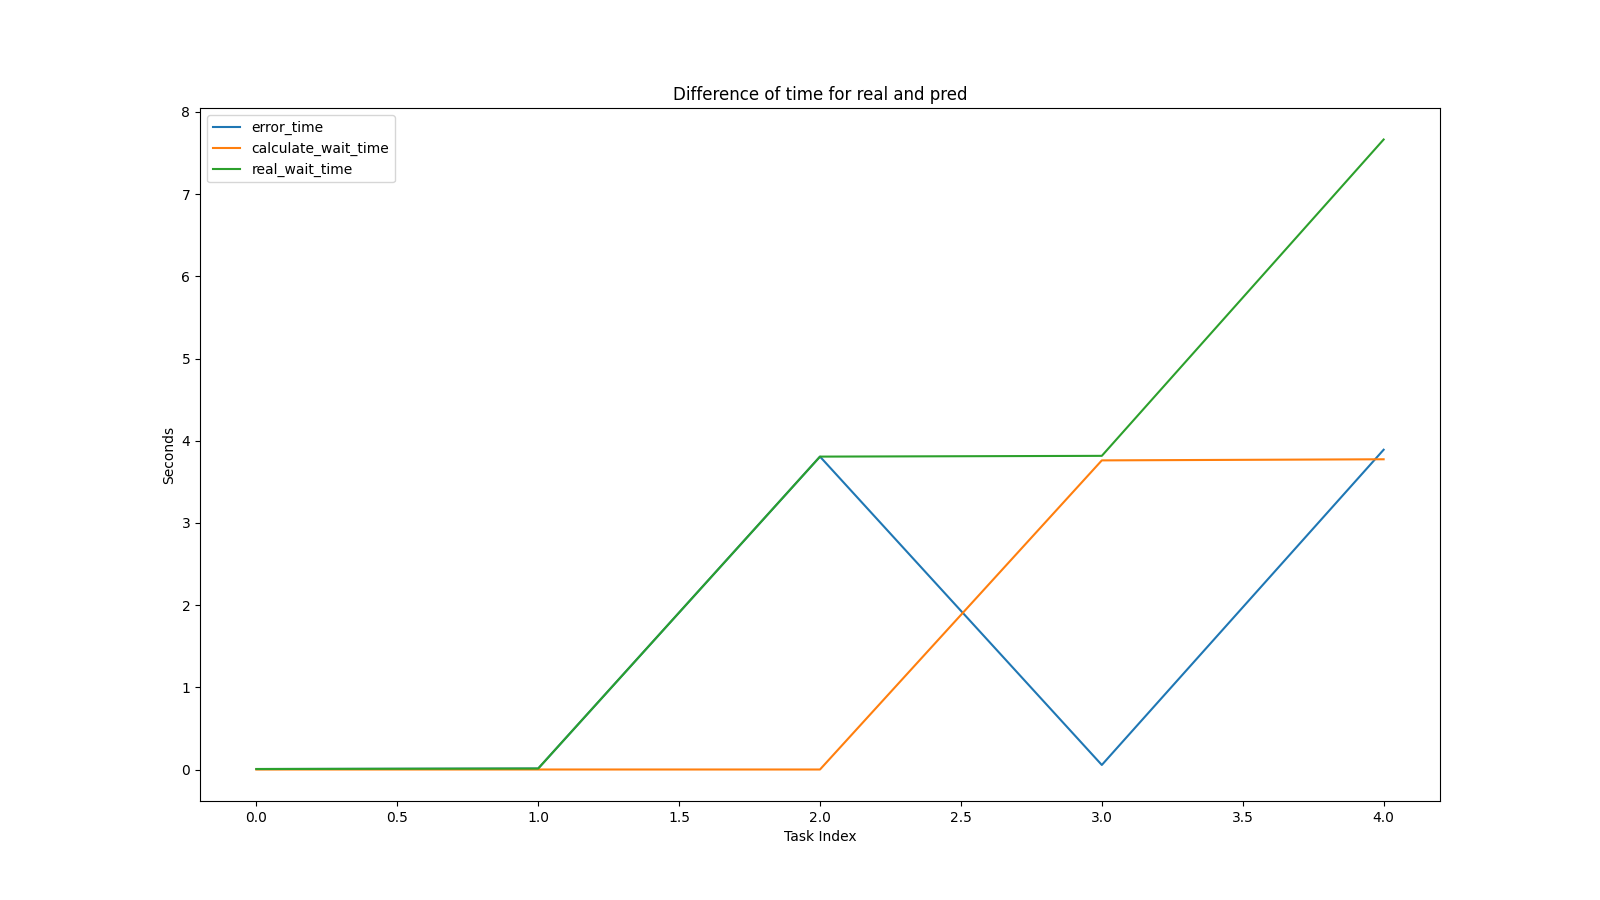 Difference of time for real and pred
error_time
calculate_wait_time
real_wait_time
8
7
6
5
4
3
2
1
0
Seconds
0.0 0.5 1.0 1.5 2.0 2.5 3.0 3.5 4.0
Task Index